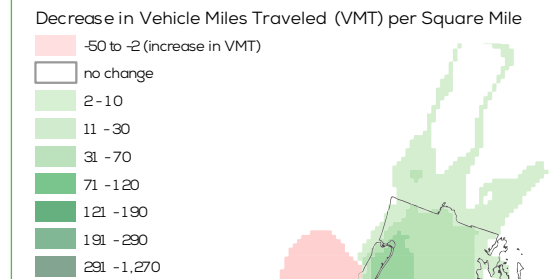 Decrease in Vehicle Miles Traveled (VMT) per Square Mile
-50 to -2 (increase in VMT)
no change
2 - 10
11 - 30
31 - 70
71 - 120
121 - 190
191 - 290
291 - 1,270